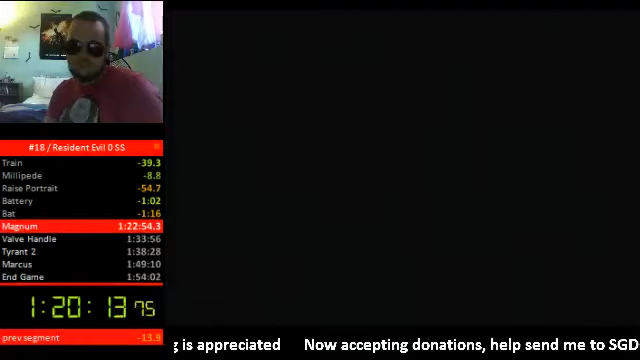 #18 / Resident Evil 0 SS
Train -39.3
Millipede -8.8
Raise Portrait -54.7
Battery -1:02
Bat -1:16
Magnum 1:22:54.3
Valve Handle 1:33:56
Tyrant 2 1:38:28
Marcus 1:49:10
End Game 1:54:02
1:20:13 75
prev segment -13.9
g is appreciated Now accepting donations, help send me to SGD